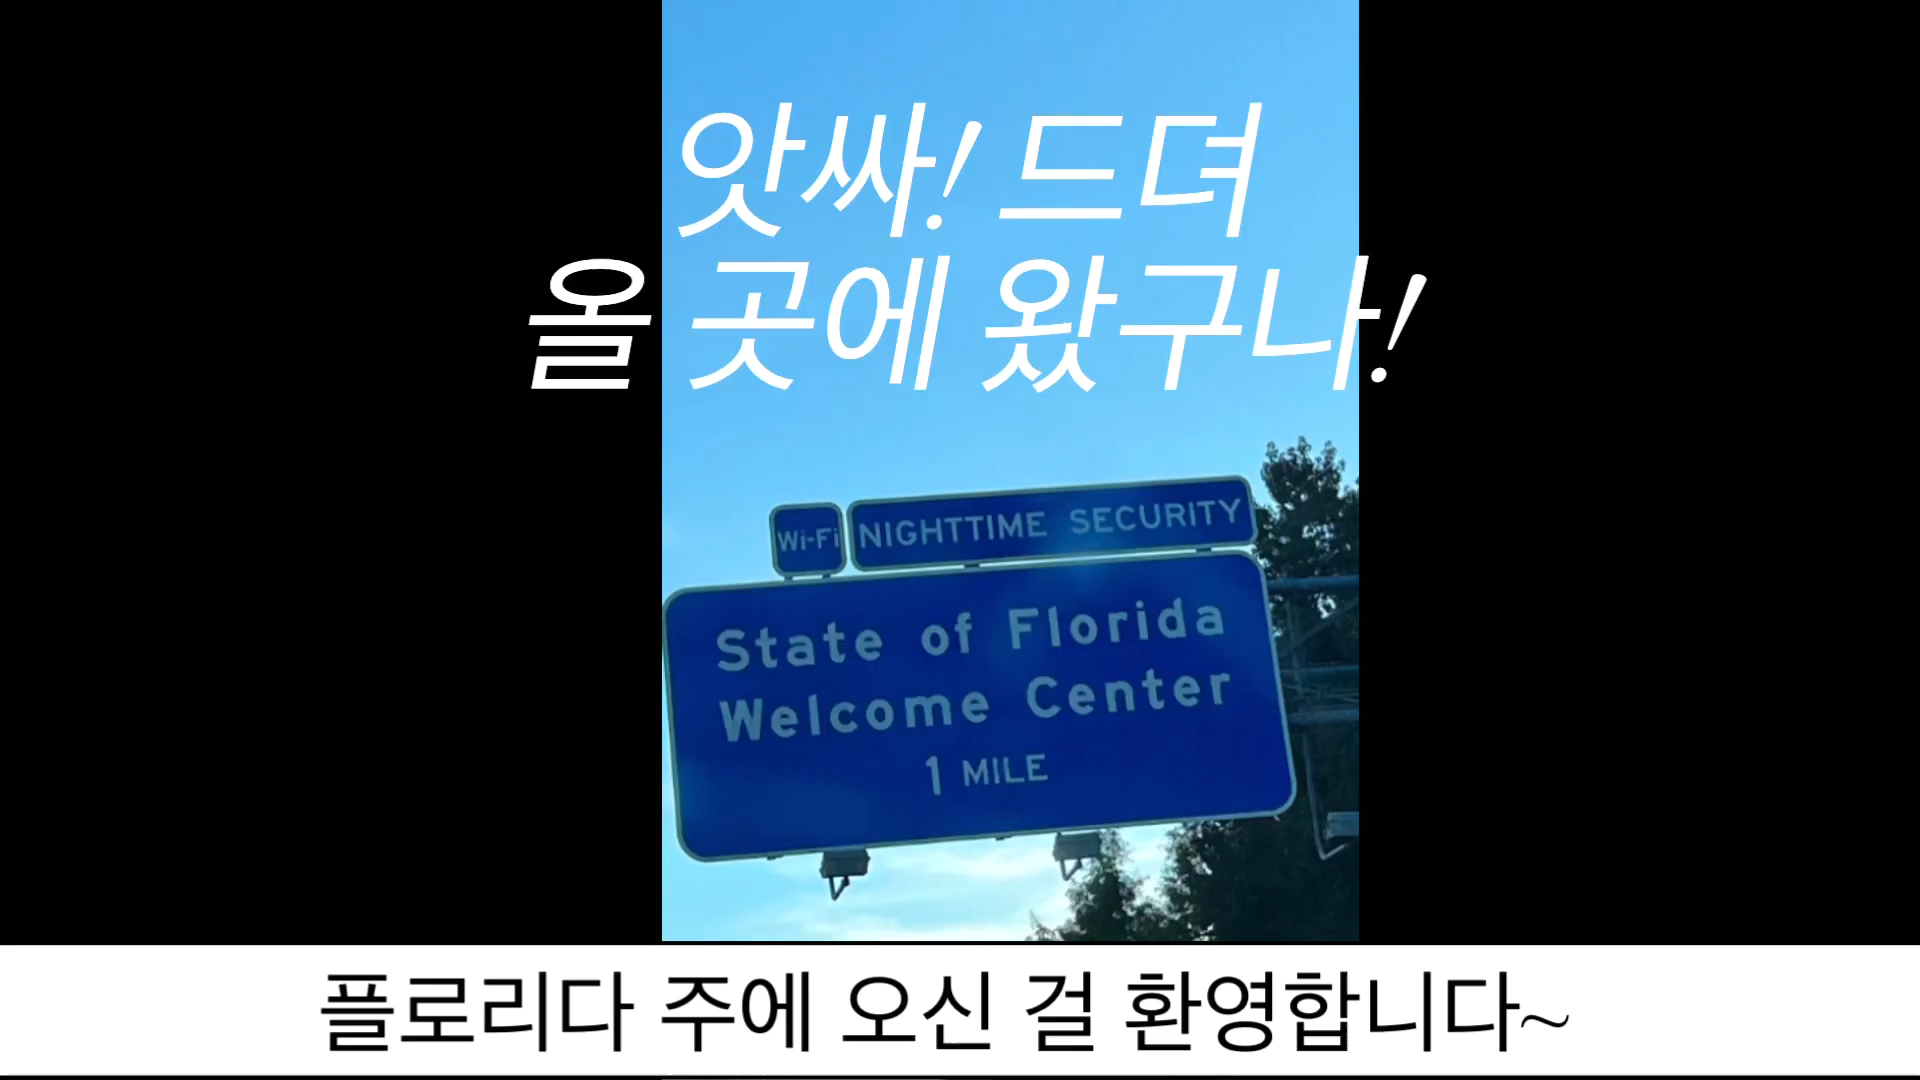 앗싸! 드뎌
올 곳에 왔구나!
Wi-Fi NIGHTTIME SECURITY
State of Florida
Welcome Center
1 MILE
플로리다 주에 오신 걸 환영합니다~